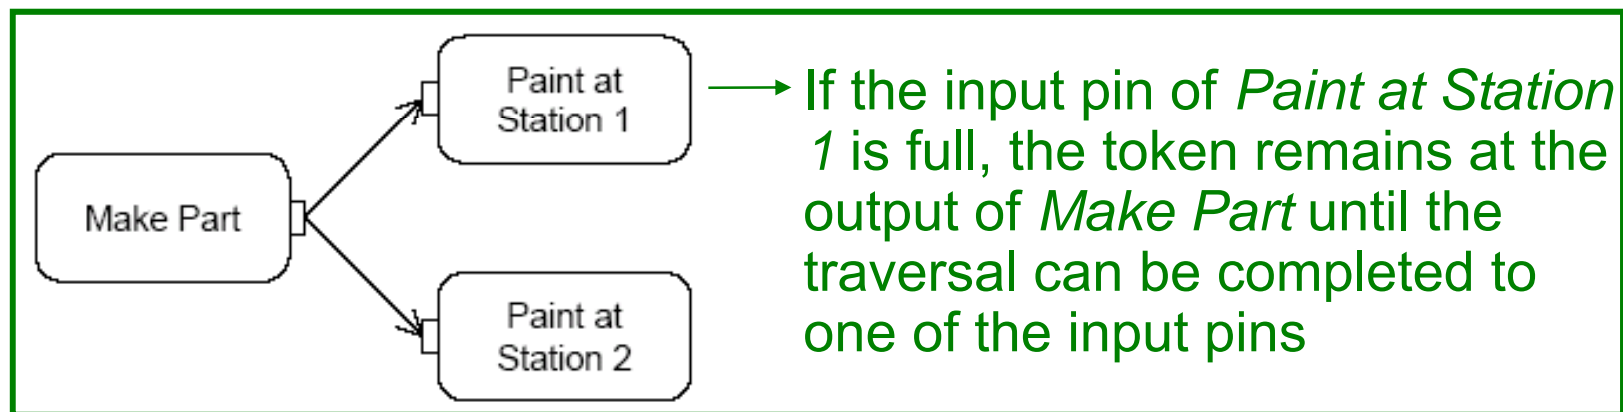 Make Part
Paint at
Station 1
Paint at
Station 2
If the input pin of Paint at Station
1 is full, the token remains at the
output of Make Part until the
traversal can be completed to
one of the input pins